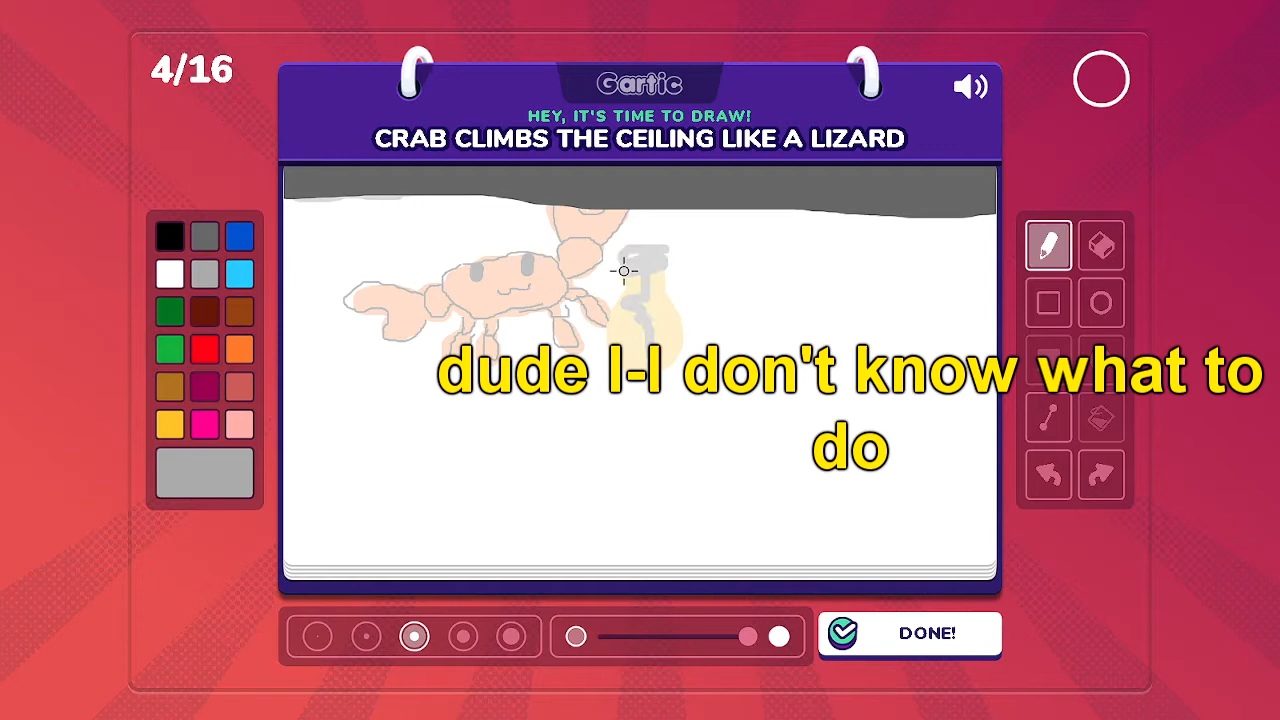 4/16
Gartic
HEY, IT'S TIME TO DRAW!
CRAB CLIMBS THE CEILING LIKE A LIZARD
dude I-I don't know what to
do
DONE!